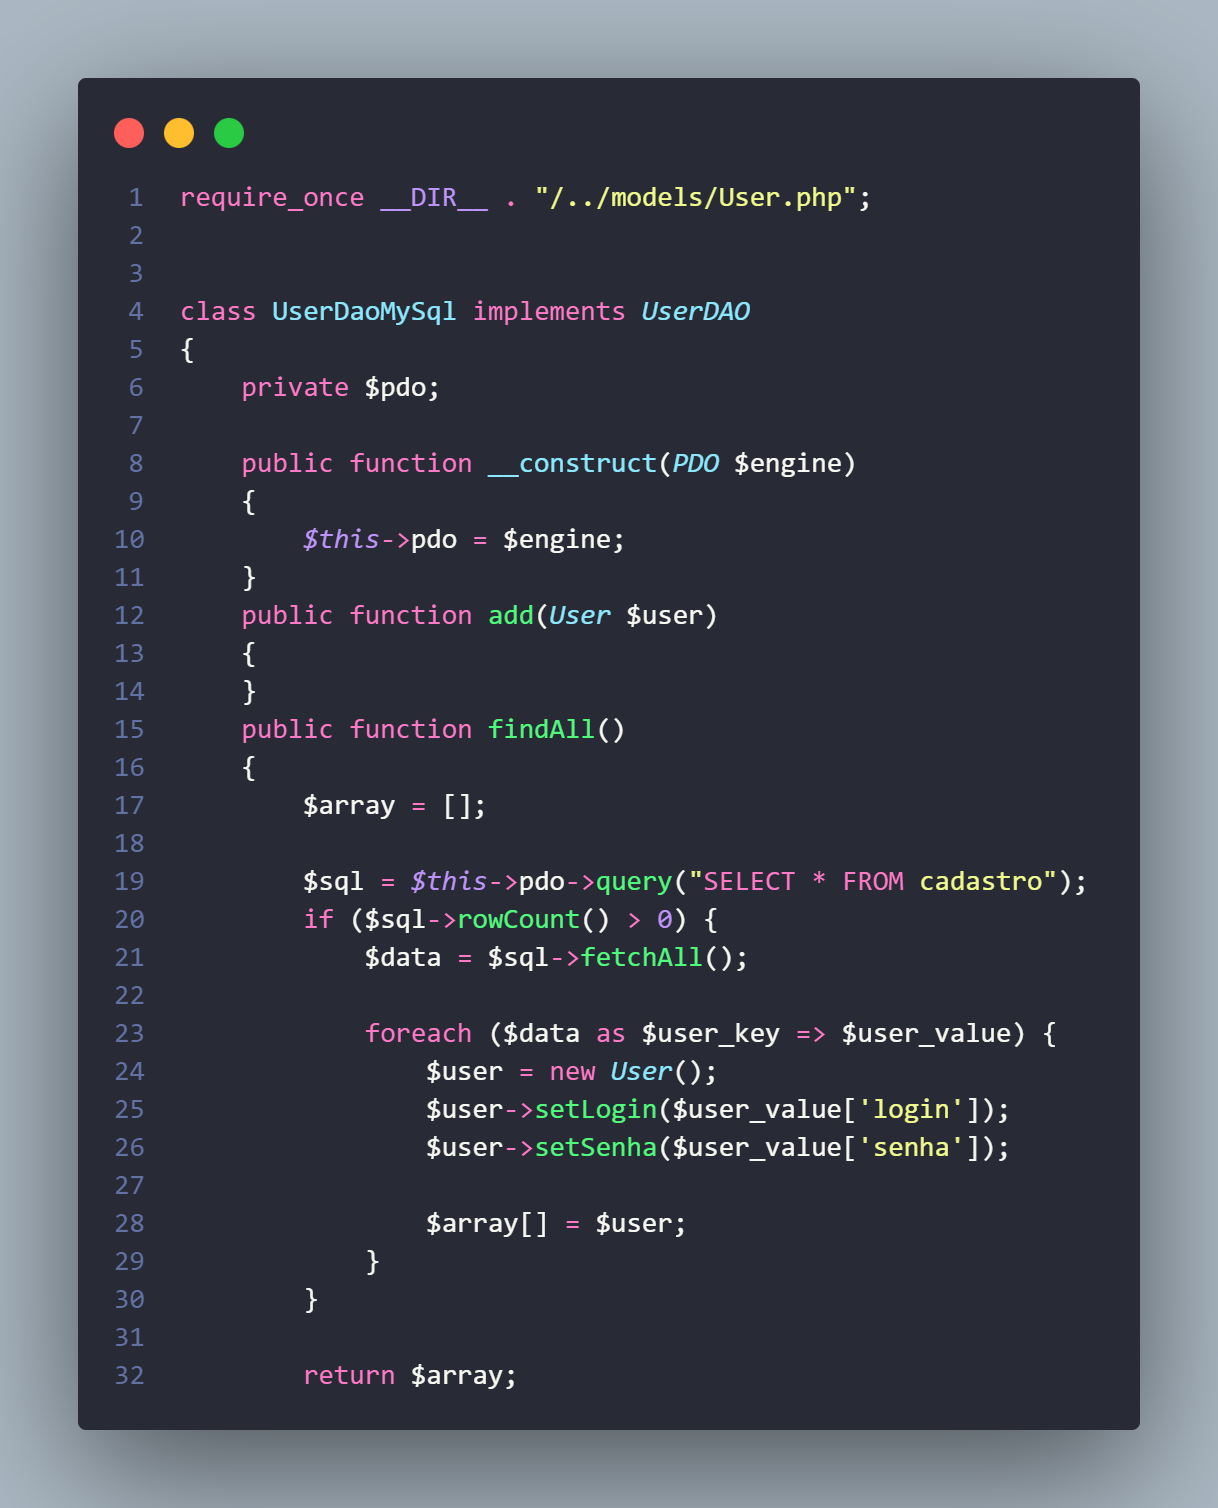 1 require_once __DIR__ . "/../models/User.php";
2
3
4 class UserDaoMySql implements UserDAO
5 {
6     private $pdo;
7
8     public function __construct(PDO $engine)
9     {
10         $this->pdo = $engine;
11     }
12     public function add(User $user)
13     {
14     }
15     public function findAll()
16     {
17         $array = [];
18
19         $sql = $this->pdo->query("SELECT * FROM cadastro");
20         if ($sql->rowCount() > 0) {
21             $data = $sql->fetchAll();
22
23             foreach ($data as $user_key => $user_value) {
24                 $user = new User();
25                 $user->setLogin($user_value['login']);
26                 $user->setSenha($user_value['senha']);
27
28                 $array[] = $user;
29             }
30         }
31
32         return $array;